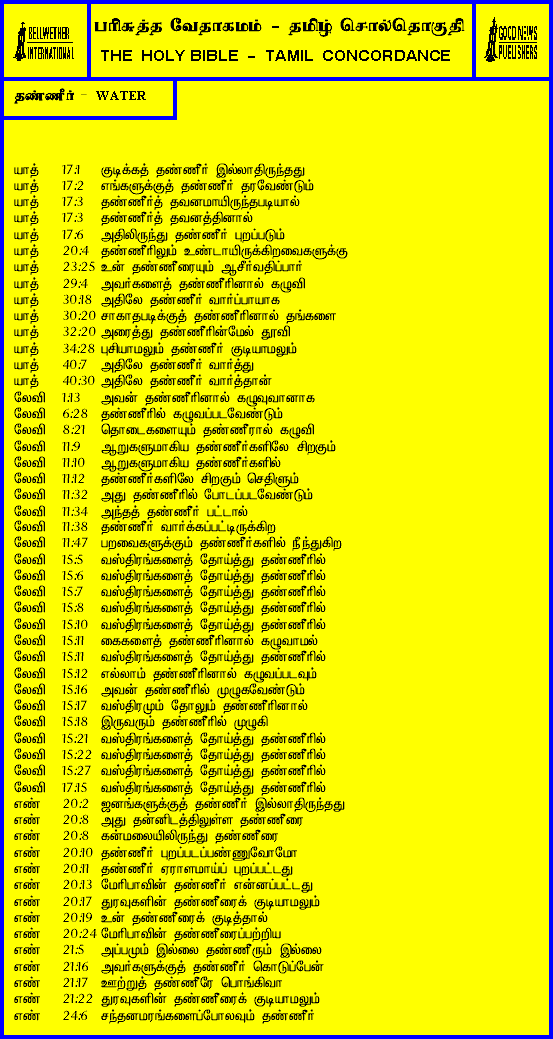 BELLWETHER INTERNATIONAL
பரிசுத்த வேதாகமம் - தமிழ் சொல்தொகுதி
THE HOLY BIBLE - TAMIL CONCORDANCE
GOOD NEWS PUBLISHERS
தண்ணீர் - WATER
யாத் 17:1 குடிக்கத் தண்ணீர் இல்லாதிருந்தது
யாத் 17:2 எங்களுக்குத் தண்ணீர் தரவேண்டும்
யாத் 17:3 தண்ணீர்த் தவனமாயிருந்தபடியால்
யாத் 17:3 தண்ணீர்த் தவனத்தினால்
யாத் 17:6 அதிலிருந்து தண்ணீர் புறப்படும்
யாத் 20:4 தண்ணீரிலும் உண்டாயிருக்கிறவைகளுக்கு
யாத் 23:25 உன் தண்ணீரையும் ஆசீர்வதிப்பார்
யாத் 29:4 அவர்களைத் தண்ணீரினால் கழுவி
யாத் 30:18 அதிலே தண்ணீர் வார்ப்பாயாக
யாத் 30:20 சாகாதபடிக்குத் தண்ணீரினால் தங்களை
யாத் 32:20 அரைத்து தண்ணீரின்மேல் தூவி
யாத் 34:28 புசியாமலும் தண்ணீர் குடியாமலும்
யாத் 40:7 அதிலே தண்ணீர் வார்த்து
யாத் 40:30 அதிலே தண்ணீர் வார்த்தான்
லேவி 1:13 அவன் தண்ணீரினால் கழுவுவானாக
லேவி 6:28 தண்ணீரில் கழுவப்படவேண்டும்
லேவி 8:21 தொடைகளையும் தண்ணீரால் கழுவி
லேவி 11:9 ஆறுகளுமாகிய தண்ணீர்களிலே சிறகும்
லேவி 11:10 ஆறுகளுமாகிய தண்ணீர்களில்
லேவி 11:12 தண்ணீர்களிலே சிறகும் செதிளும்
லேவி 11:32 அது தண்ணீரில் போடப்படவேண்டும்
லேவி 11:34 அந்தத் தண்ணீர் பட்டால்
லேவி 11:38 தண்ணீர் வார்க்கப்பட்டிருக்கிற
லேவி 11:47 பறவைகளுக்கும் தண்ணீர்களில் நீந்துகிற
லேவி 15:5 வஸ்திரங்களைத் தோய்த்து தண்ணீரில்
லேவி 15:6 வஸ்திரங்களைத் தோய்த்து தண்ணீரில்
லேவி 15:7 வஸ்திரங்களைத் தோய்த்து தண்ணீரில்
லேவி 15:8 வஸ்திரங்களைத் தோய்த்து தண்ணீரில்
லேவி 15:10 வஸ்திரங்களைத் தோய்த்து தண்ணீரில்
லேவி 15:11 கைகளைத் தண்ணீரினால் கழுவாமல்
லேவி 15:11 வஸ்திரங்களைத் தோய்த்து தண்ணீரில்
லேவி 15:12 எல்லாம் தண்ணீரினால் கழுவப்படவும்
லேவி 15:16 அவன் தண்ணீரில் முழுகவேண்டும்
லேவி 15:17 வஸ்திரமும் தோலும் தண்ணீரினால்
லேவி 15:18 இருவரும் தண்ணீரில் முழுகி
லேவி 15:21 வஸ்திரங்களைத் தோய்த்து தண்ணீரில்
லேவி 15:22 வஸ்திரங்களைத் தோய்த்து தண்ணீரில்
லேவி 15:27 வஸ்திரங்களைத் தோய்த்து தண்ணீரில்
லேவி 17:15 வஸ்திரங்களைத் தோய்த்து தண்ணீரில்
எண் 20:2 ஜனங்களுக்குத் தண்ணீர் இல்லாதிருந்தது
எண் 20:8 அது தன்னிடத்திலுள்ள தண்ணீரை
எண் 20:8 கன்மலையிலிருந்து தண்ணீரை
எண் 20:10 தண்ணீர் புறப்படப்பண்ணுவோமோ
எண் 20:11 தண்ணீர் ஏராளமாய்ப் புறப்பட்டது
எண் 20:13 மேரிபாவின் தண்ணீர் என்னப்பட்டது
எண் 20:17 துரவுகளின் தண்ணீரைக் குடியாமலும்
எண் 20:19 உன் தண்ணீரைக் குடித்தால்
எண் 20:24 மேரிபாவின் தண்ணீரைப்பற்றிய
எண் 21:5 அப்பமும் இல்லை தண்ணீரும் இல்லை
எண் 21:16 அவர்களுக்குத் தண்ணீர் கொடுப்பேன்
எண் 21:17 ஊற்றுத் தண்ணீரே பொங்கிவா
எண் 21:22 துரவுகளின் தண்ணீரைக் குடியாமலும்
எண் 24:6 சந்தனமரங்களைப்போலவும் தண்ணீர்